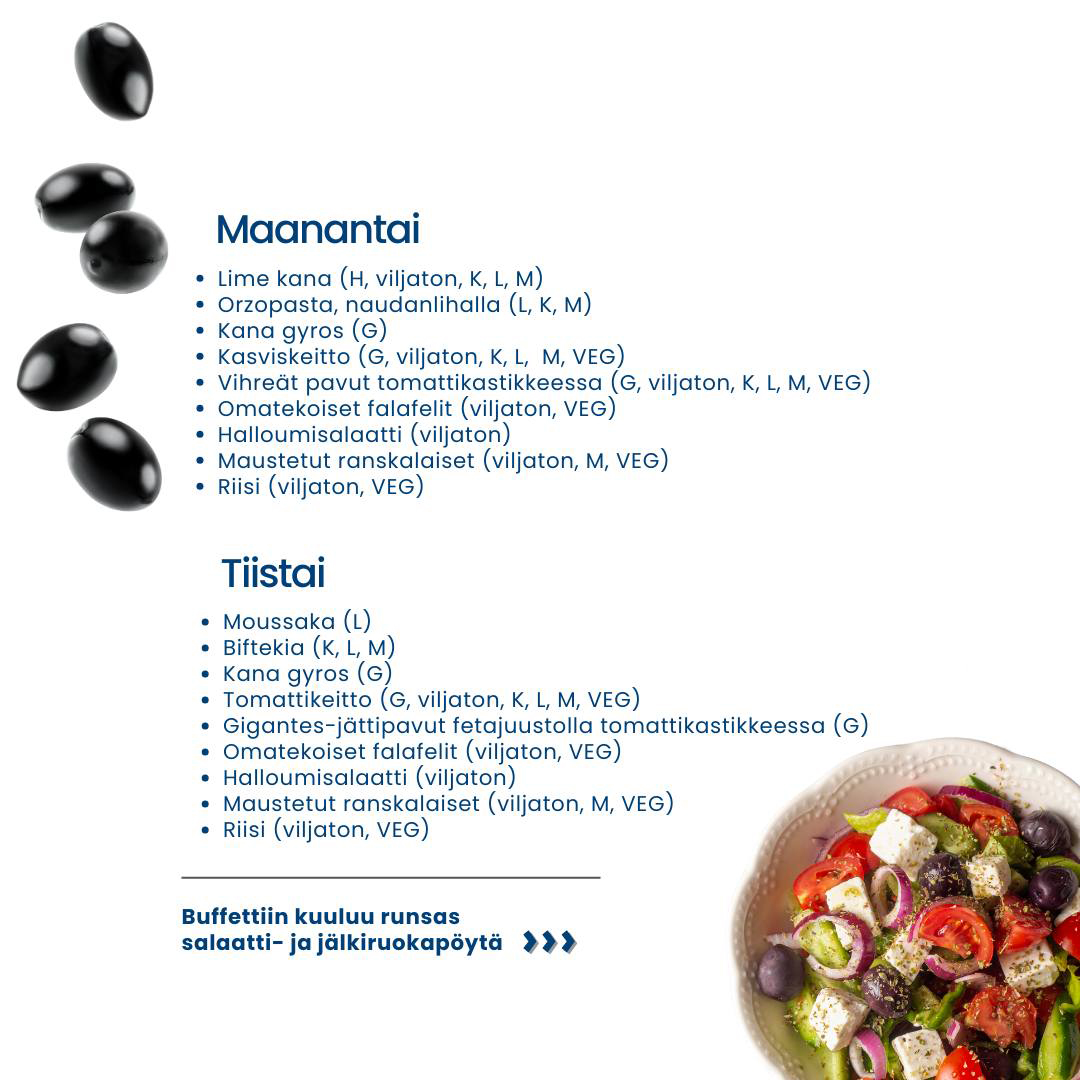 Maanantai
• Lime kana (H, viljaton, K, L, M)
• Orzopasta, naudanlihalla (L, K, M)
• Kana gyros (G)
• Kasviskeitto (G, viljaton, K, L,  M, VEG)
• Vihreät pavut tomattikastikkeessa (G, viljaton, K, L, M, VEG)
• Omatekoiset falafelit (viljaton, VEG)
• Halloumisalaatti (viljaton)
• Maustetut ranskalaiset (viljaton, M, VEG)
• Riisi (viljaton, VEG)
Tiistai
• Moussaka (L)
• Biftekia (K, L, M)
• Kana gyros (G)
• Tomattikeitto (G, viljaton, K, L, M, VEG)
• Gigantes-jättipavut fetajuustolla tomattikastikkeessa (G)
• Omatekoiset falafelit (viljaton, VEG)
• Halloumisalaatti (viljaton)
• Maustetut ranskalaiset (viljaton, M, VEG)
• Riisi (viljaton, VEG)
Buffettiin kuuluu runsas
salaatti- ja jälkiruokapöytä